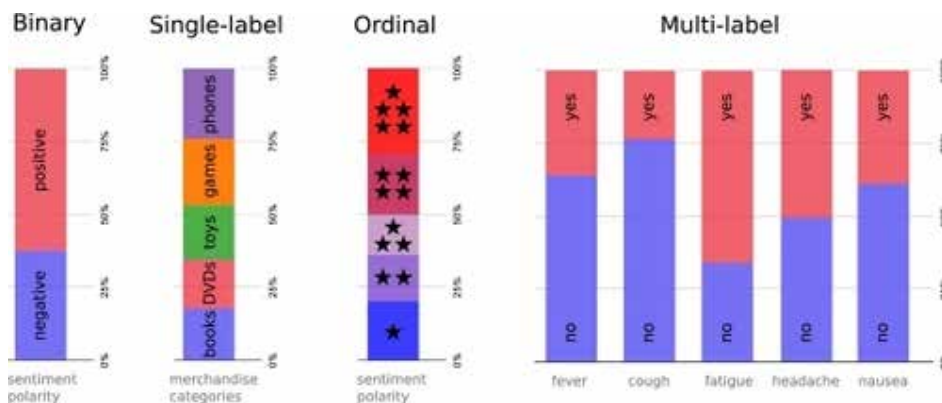 Binary
Single-label
Ordinal
Multi-label
positive
negative
0%
25%
50%
75%
100%
sentiment
polarity
phones
games
toys
DVDs
books
0%
25%
50%
75%
100%
merchandise
categories
0%
25%
50%
75%
100%
sentiment
polarity
yes
yes
yes
yes
yes
no
no
no
no
no
fever
cough
fatigue
headache
nausea